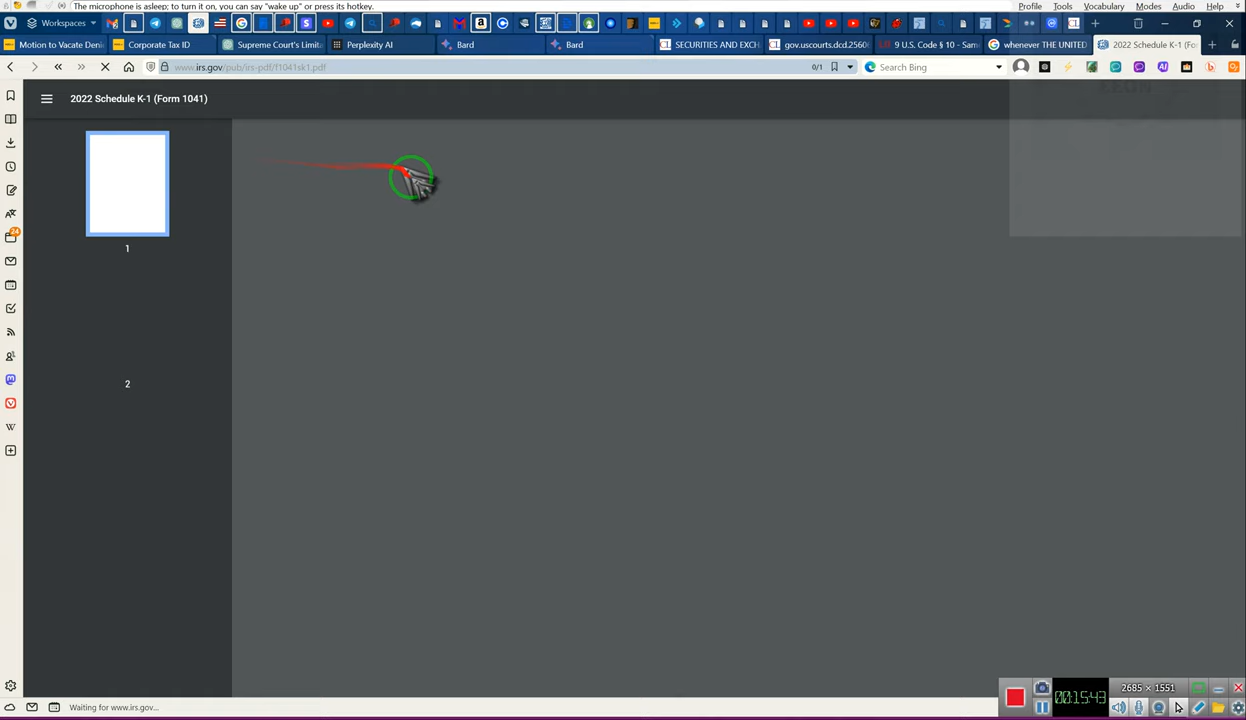 The microphone is asleep; to turn it on, you can say "wake up" or press its hotkey.
Profile Tools Vocabulary Modes Audio Help
Workspaces
Motion to Vacate Deni Corporate Tax ID Supreme Court's Limita Perplexity AI Bard Bard SECURITIES AND EXCH gov.uscourts.dcd.2560 9 U.S. Code § 10 - Sam whenever THE UNITED 2022 Schedule K-1 (Fo
www.irs.gov/pub/irs-pdf/f1041sk1.pdf 0/1 Search Bing
2022 Schedule K-1 (Form 1041)
24
1
2
2685 × 1551
00:15:43
Waiting for www.irs.gov...